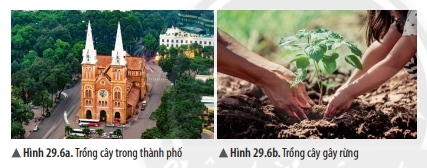 ▲ Hình 29.6a. Trồng cây trong thành phố
▲ Hình 29.6b. Trồng cây gây rừng